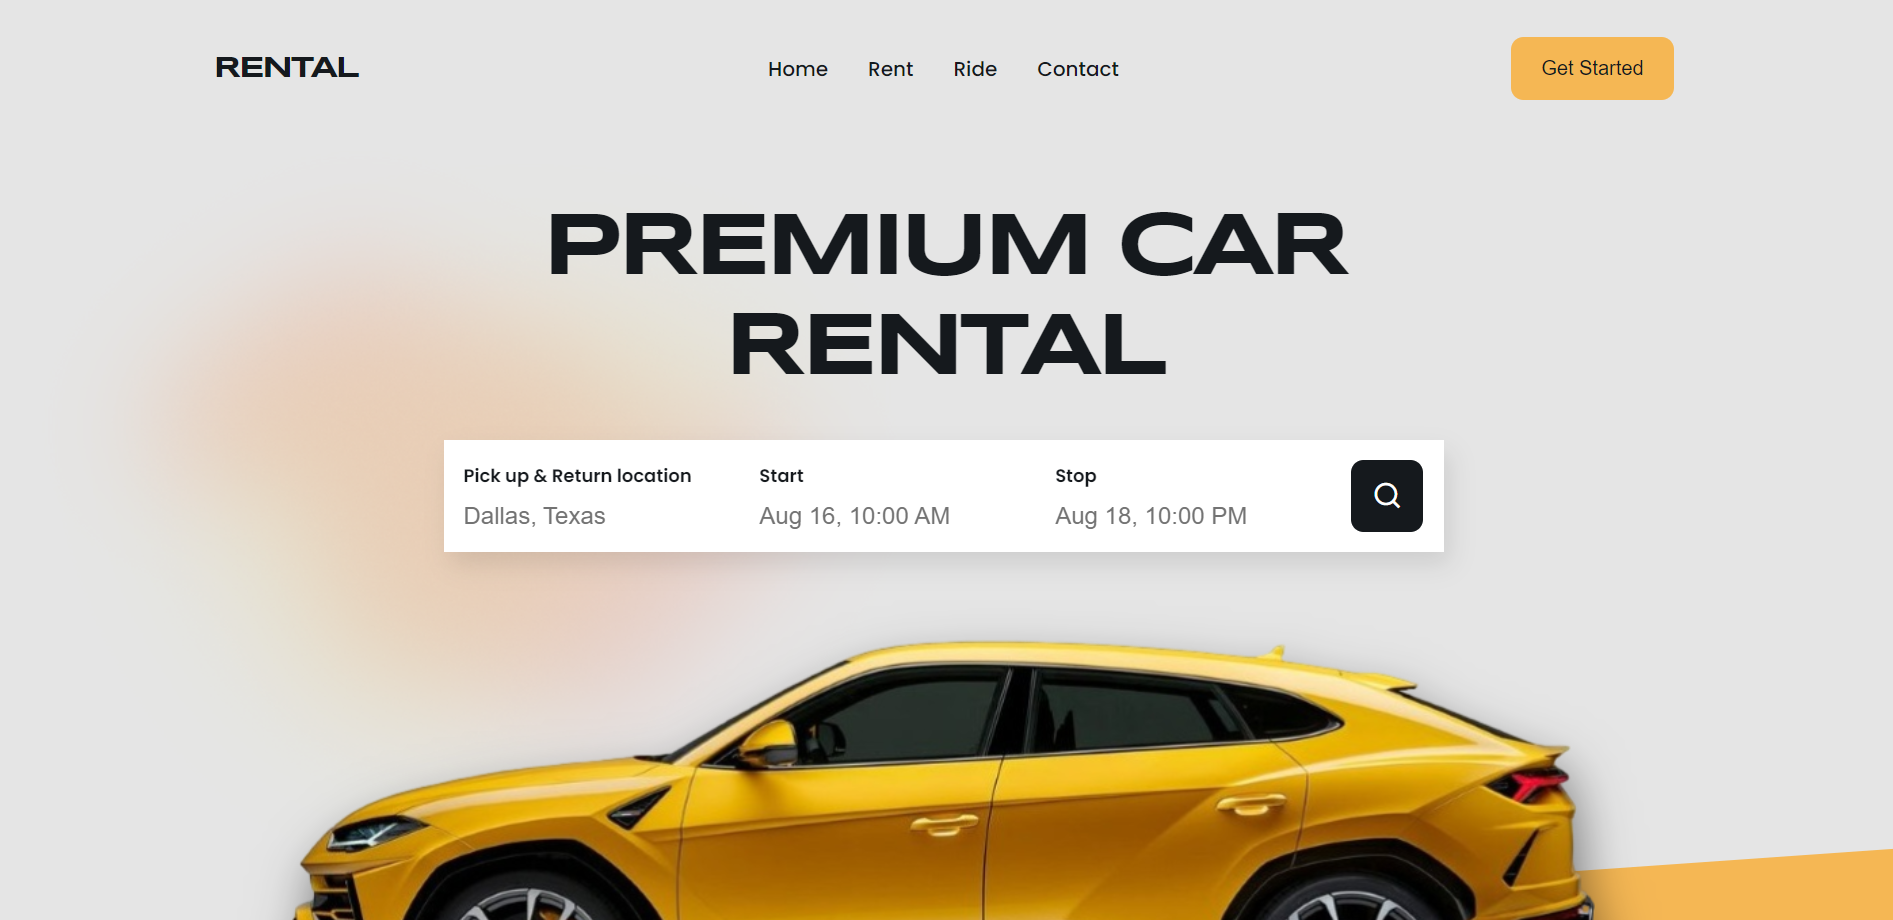 RENTAL
Home Rent Ride Contact
Get Started
PREMIUM CAR
RENTAL
Pick up & Return location
Dallas, Texas
Start
Aug 16, 10:00 AM
Stop
Aug 18, 10:00 PM